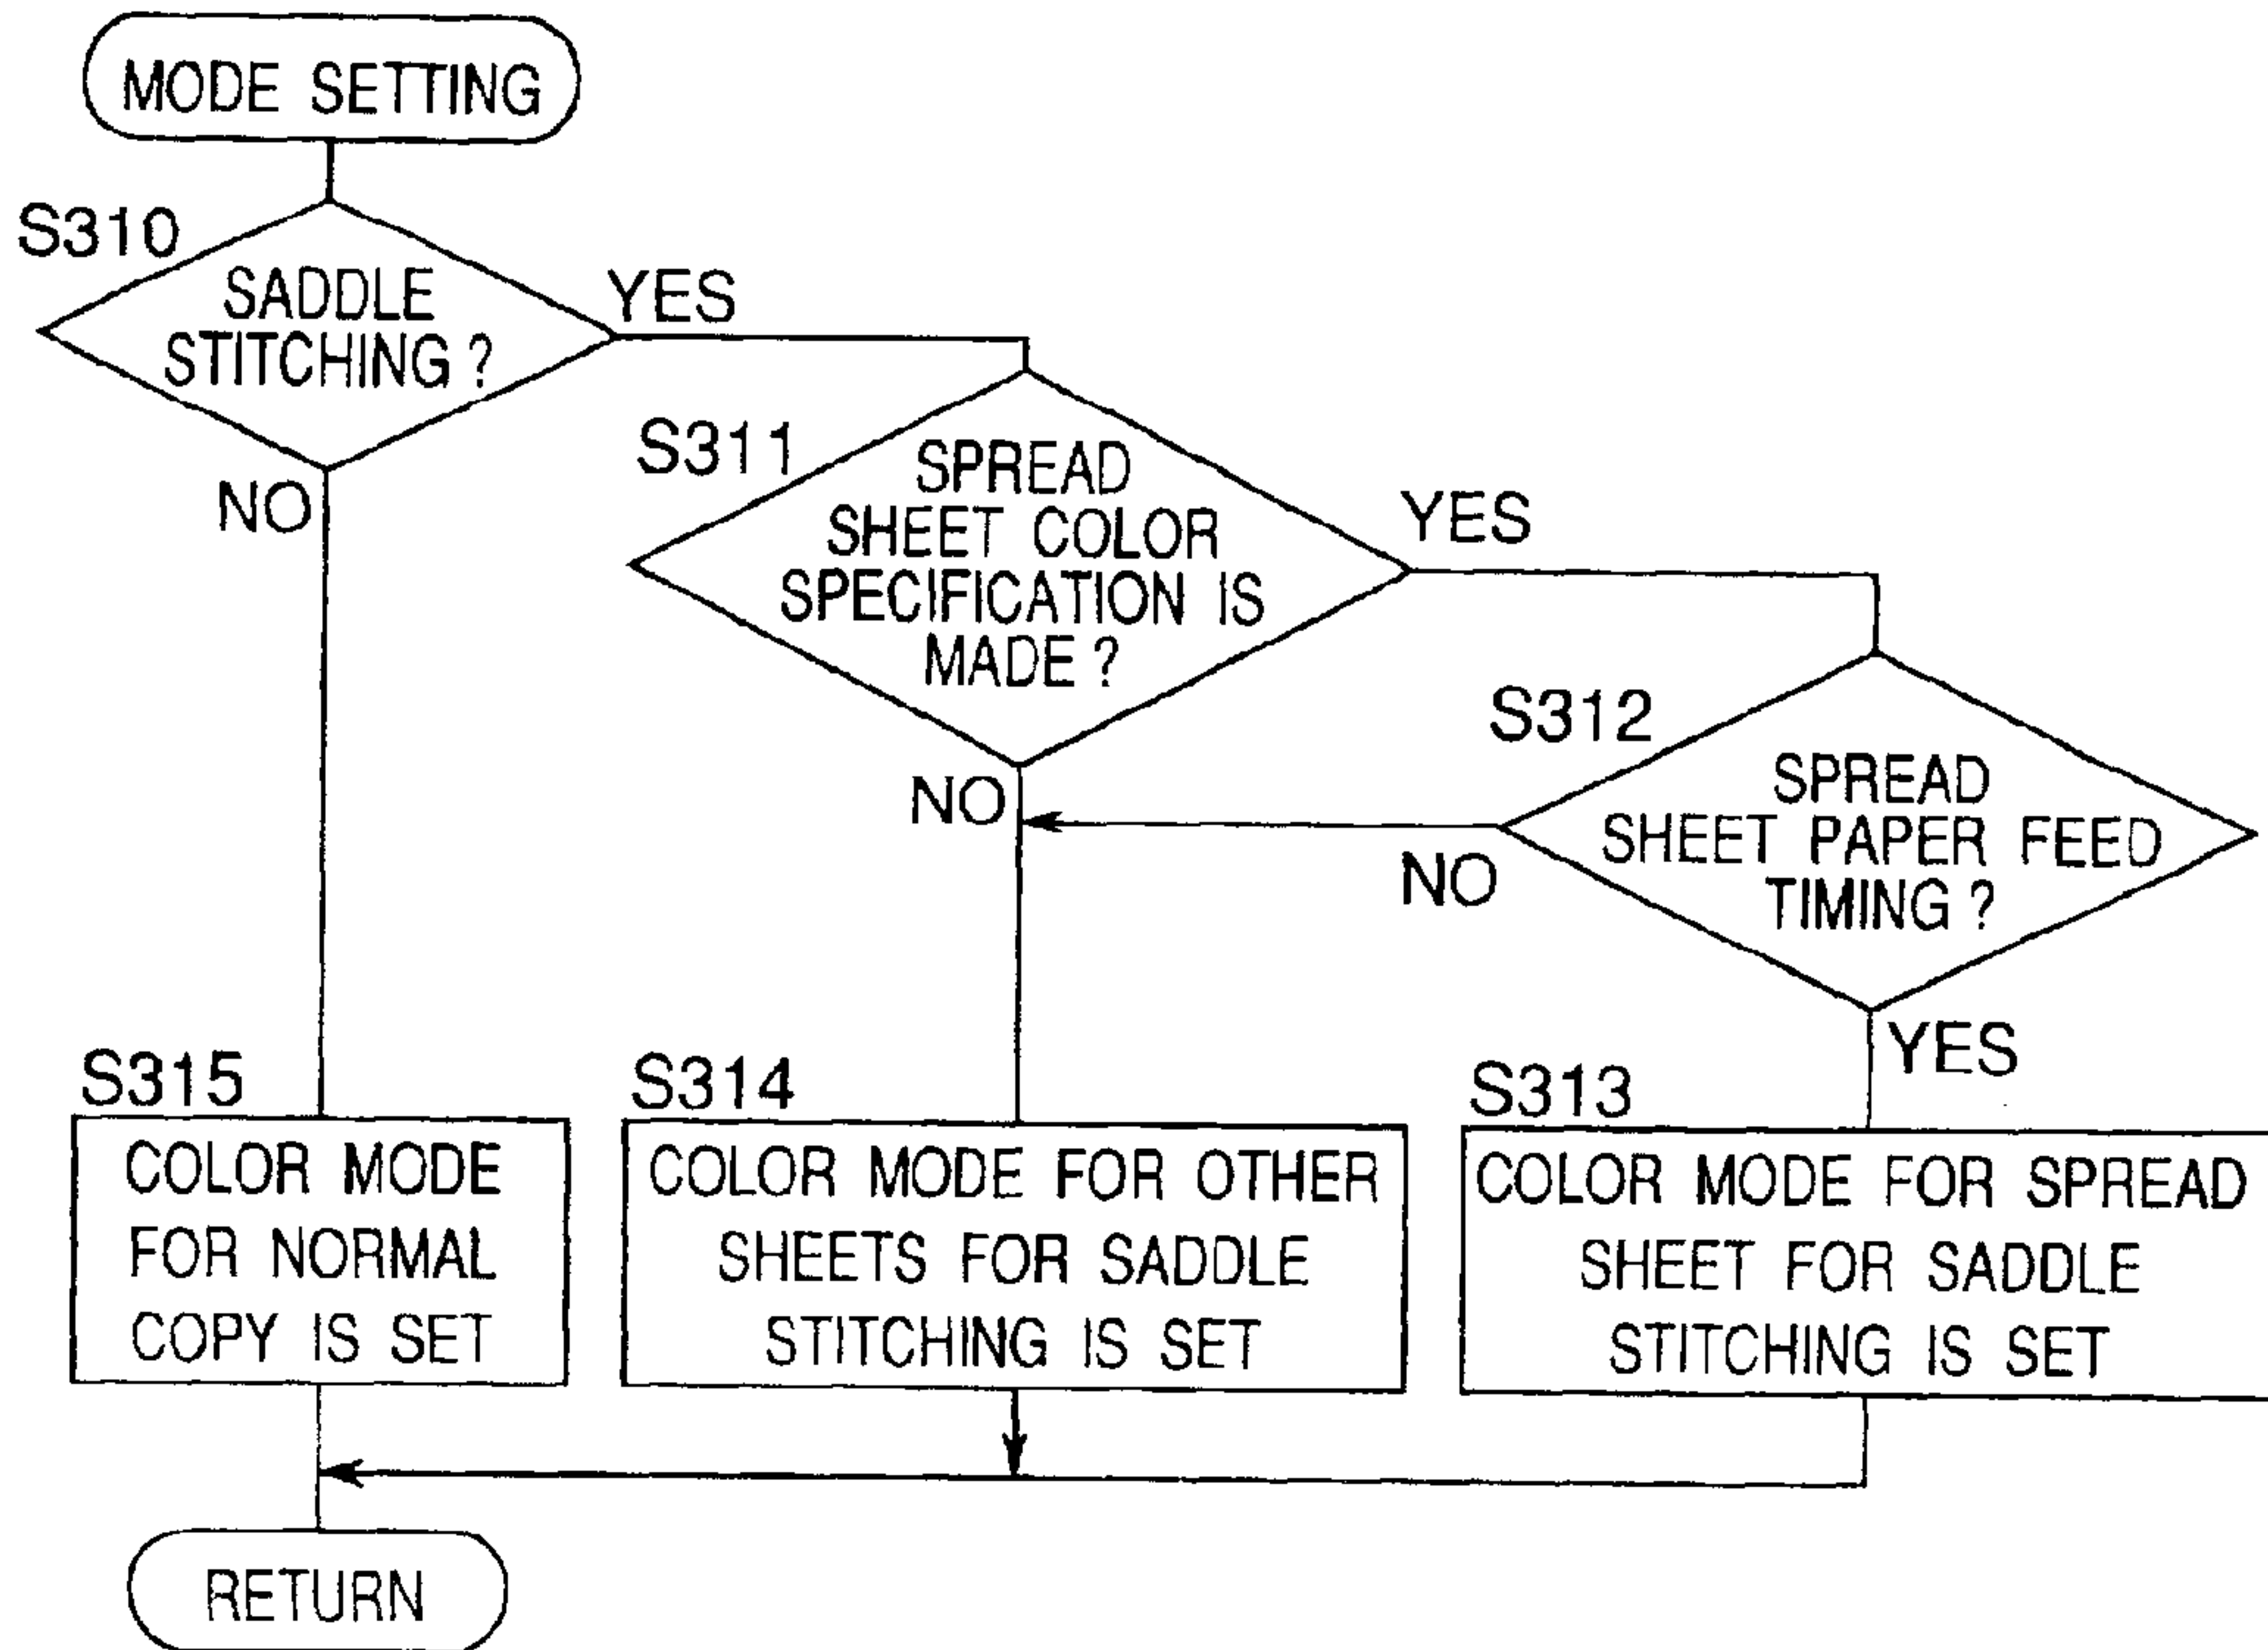 MODE SETTING
S310
SADDLE
STITCHING ?
YES
NO
S311
SPREAD
SHEET COLOR
SPECIFICATION IS
MADE ?
YES
NO
S312
SPREAD
SHEET PAPER FEED
TIMING ?
NO
YES
S315
COLOR MODE
FOR NORMAL
COPY IS SET
S314
COLOR MODE FOR OTHER
SHEETS FOR SADDLE
STITCHING IS SET
S313
COLOR MODE FOR SPREAD
SHEET FOR SADDLE
STITCHING IS SET
RETURN